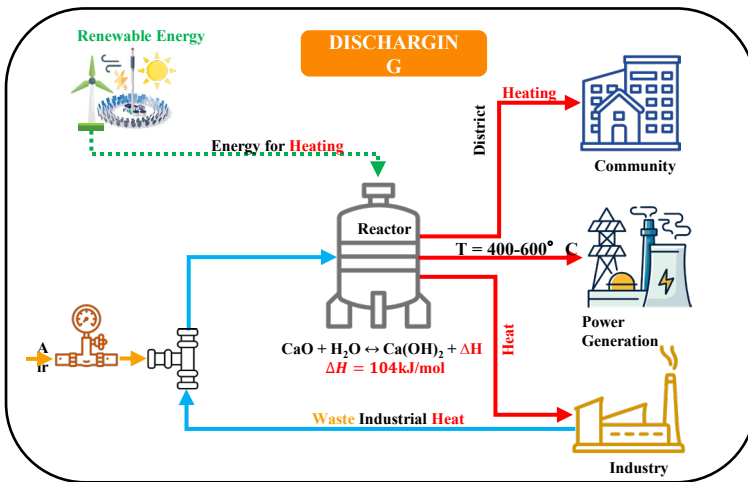 Renewable Energy
DISCHARGIN
G
Energy for Heating
District
Heating
Community
Reactor
T = 400-600° C
Power
Generation
A
ir
CaO + H₂O ↔ Ca(OH)₂ + ΔH
ΔH = 104kJ/mol
Heat
Waste Industrial Heat
Industry